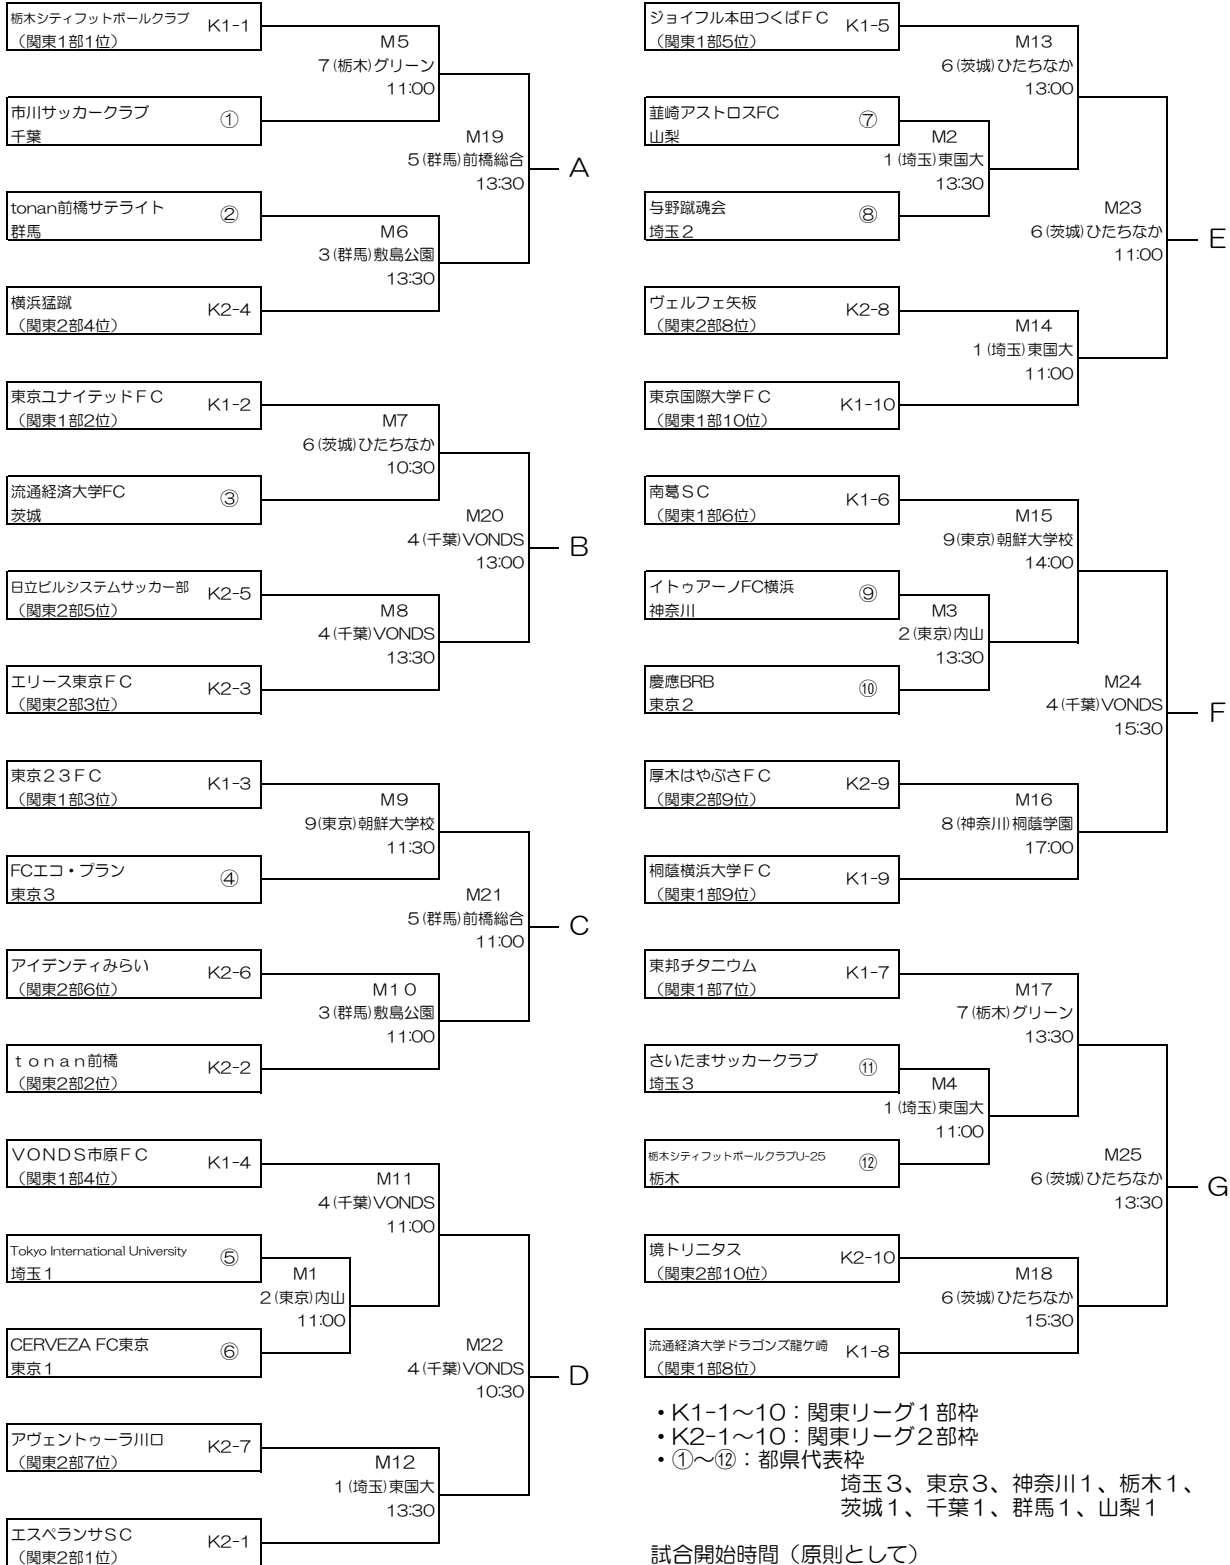 栃木シティフットボールクラブ K1-1
（関東1部1位）
M5
7(栃木)グリーン
11:00
市川サッカークラブ ①
千葉
M19
5(群馬)前橋総合
13:30
A
tonan前橋サテライト ②
群馬
M6
3(群馬)敷島公園
13:30
横浜猛蹴 K2-4
（関東2部4位）
東京ユナイテッドＦＣ K1-2
（関東1部2位）
M7
6(茨城)ひたちなか
10:30
流通経済大学FC ③
茨城
M20
4(千葉)VONDS
13:00
B
日立ビルシステムサッカー部 K2-5
（関東2部5位）
M8
4(千葉)VONDS
13:30
エリース東京ＦＣ K2-3
（関東2部3位）
東京２３ＦＣ K1-3
（関東1部3位）
M9
9(東京)朝鮮大学校
11:30
FCエコ・プラン ④
東京３
M21
5(群馬)前橋総合
11:00
C
アイデンティみらい K2-6
（関東2部6位）
M10
3(群馬)敷島公園
11:00
ｔｏｎａｎ前橋 K2-2
（関東2部2位）
ＶＯＮＤＳ市原ＦＣ K1-4
（関東1部4位）
M11
4(千葉)VONDS
11:00
Tokyo International University ⑤
埼玉１
M1
2(東京)内山
11:00
CERVEZA FC東京 ⑥
東京１
M22
4(千葉)VONDS
10:30
D
アヴェントゥーラ川口 K2-7
（関東2部7位）
M12
1(埼玉)東国大
13:30
エスペランサＳＣ K2-1
（関東2部1位）
ジョイフル本田つくばＦＣ K1-5
（関東1部5位）
M13
6(茨城)ひたちなか
13:00
韮崎アストロスFC ⑦
山梨
M2
1(埼玉)東国大
13:30
与野蹴魂会 ⑧
埼玉２
M23
6(茨城)ひたちなか
11:00
E
ヴェルフェ矢板 K2-8
（関東2部8位）
M14
1(埼玉)東国大
11:00
東京国際大学ＦＣ K1-10
（関東1部10位）
南葛ＳＣ K1-6
（関東1部6位）
M15
9(東京)朝鮮大学校
14:00
イトゥアーノFC横浜 ⑨
神奈川
M3
2(東京)内山
13:30
慶應BRB ⑩
東京２
M24
4(千葉)VONDS
15:30
F
厚木はやぶさＦＣ K2-9
（関東2部9位）
M16
8(神奈川)桐蔭学園
17:00
桐蔭横浜大学ＦＣ K1-9
（関東1部9位）
東邦チタニウム K1-7
（関東1部7位）
M17
7(栃木)グリーン
13:30
さいたまサッカークラブ ⑪
埼玉３
M4
1(埼玉)東国大
11:00
栃木シティフットボールクラブU-25 ⑫
栃木
M25
6(茨城)ひたちなか
13:30
G
境トリニタス K2-10
（関東2部10位）
M18
6(茨城)ひたちなか
15:30
流通経済大学ドラゴンズ龍ケ崎 K1-8
（関東1部8位）
・K1-1～10：関東リーグ１部枠
・K2-1～10：関東リーグ２部枠
・①～⑫：都県代表枠
埼玉３、東京３、神奈川１、栃木１、
茨城１、千葉１、群馬１、山梨１
試合開始時間（原則として）